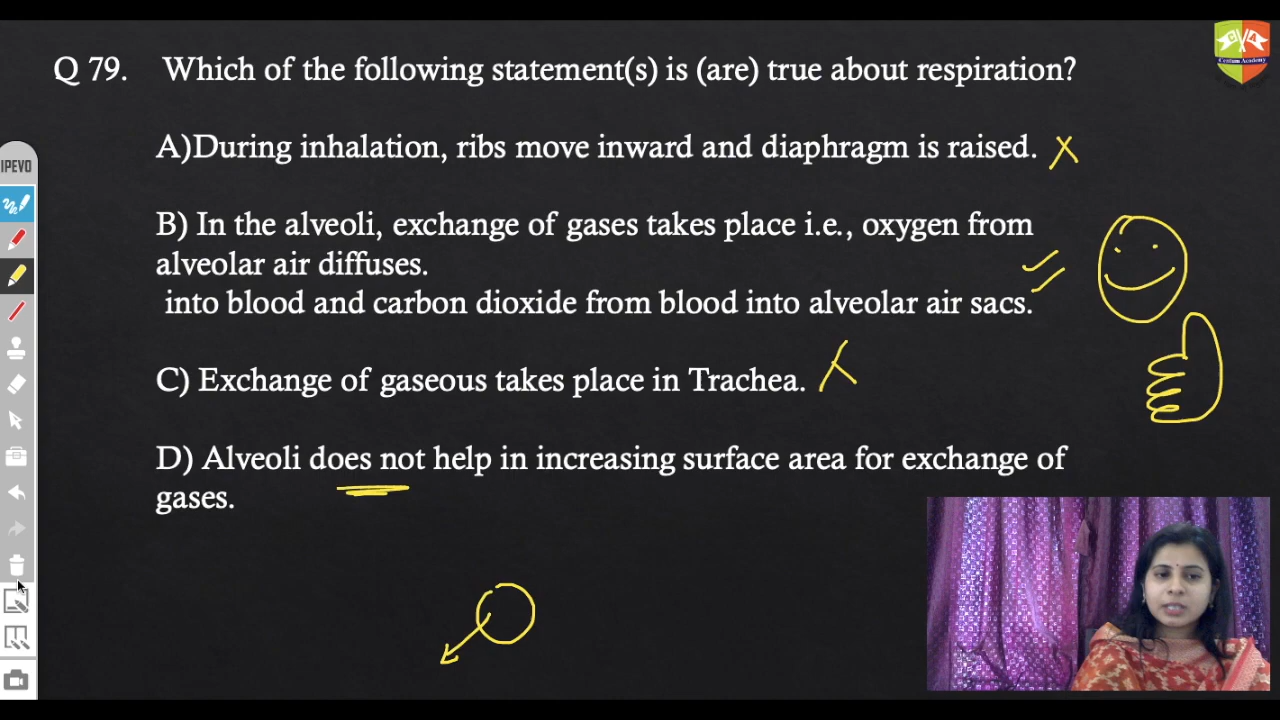 Q 79. Which of the following statement(s) is (are) true about respiration?
A)During inhalation, ribs move inward and diaphragm is raised.
B) In the alveoli, exchange of gases takes place i.e., oxygen from
alveolar air diffuses.
into blood and carbon dioxide from blood into alveolar air sacs.
C) Exchange of gaseous takes place in Trachea.
D) Alveoli does not help in increasing surface area for exchange of
gases.
IPEVO
Centum Academy